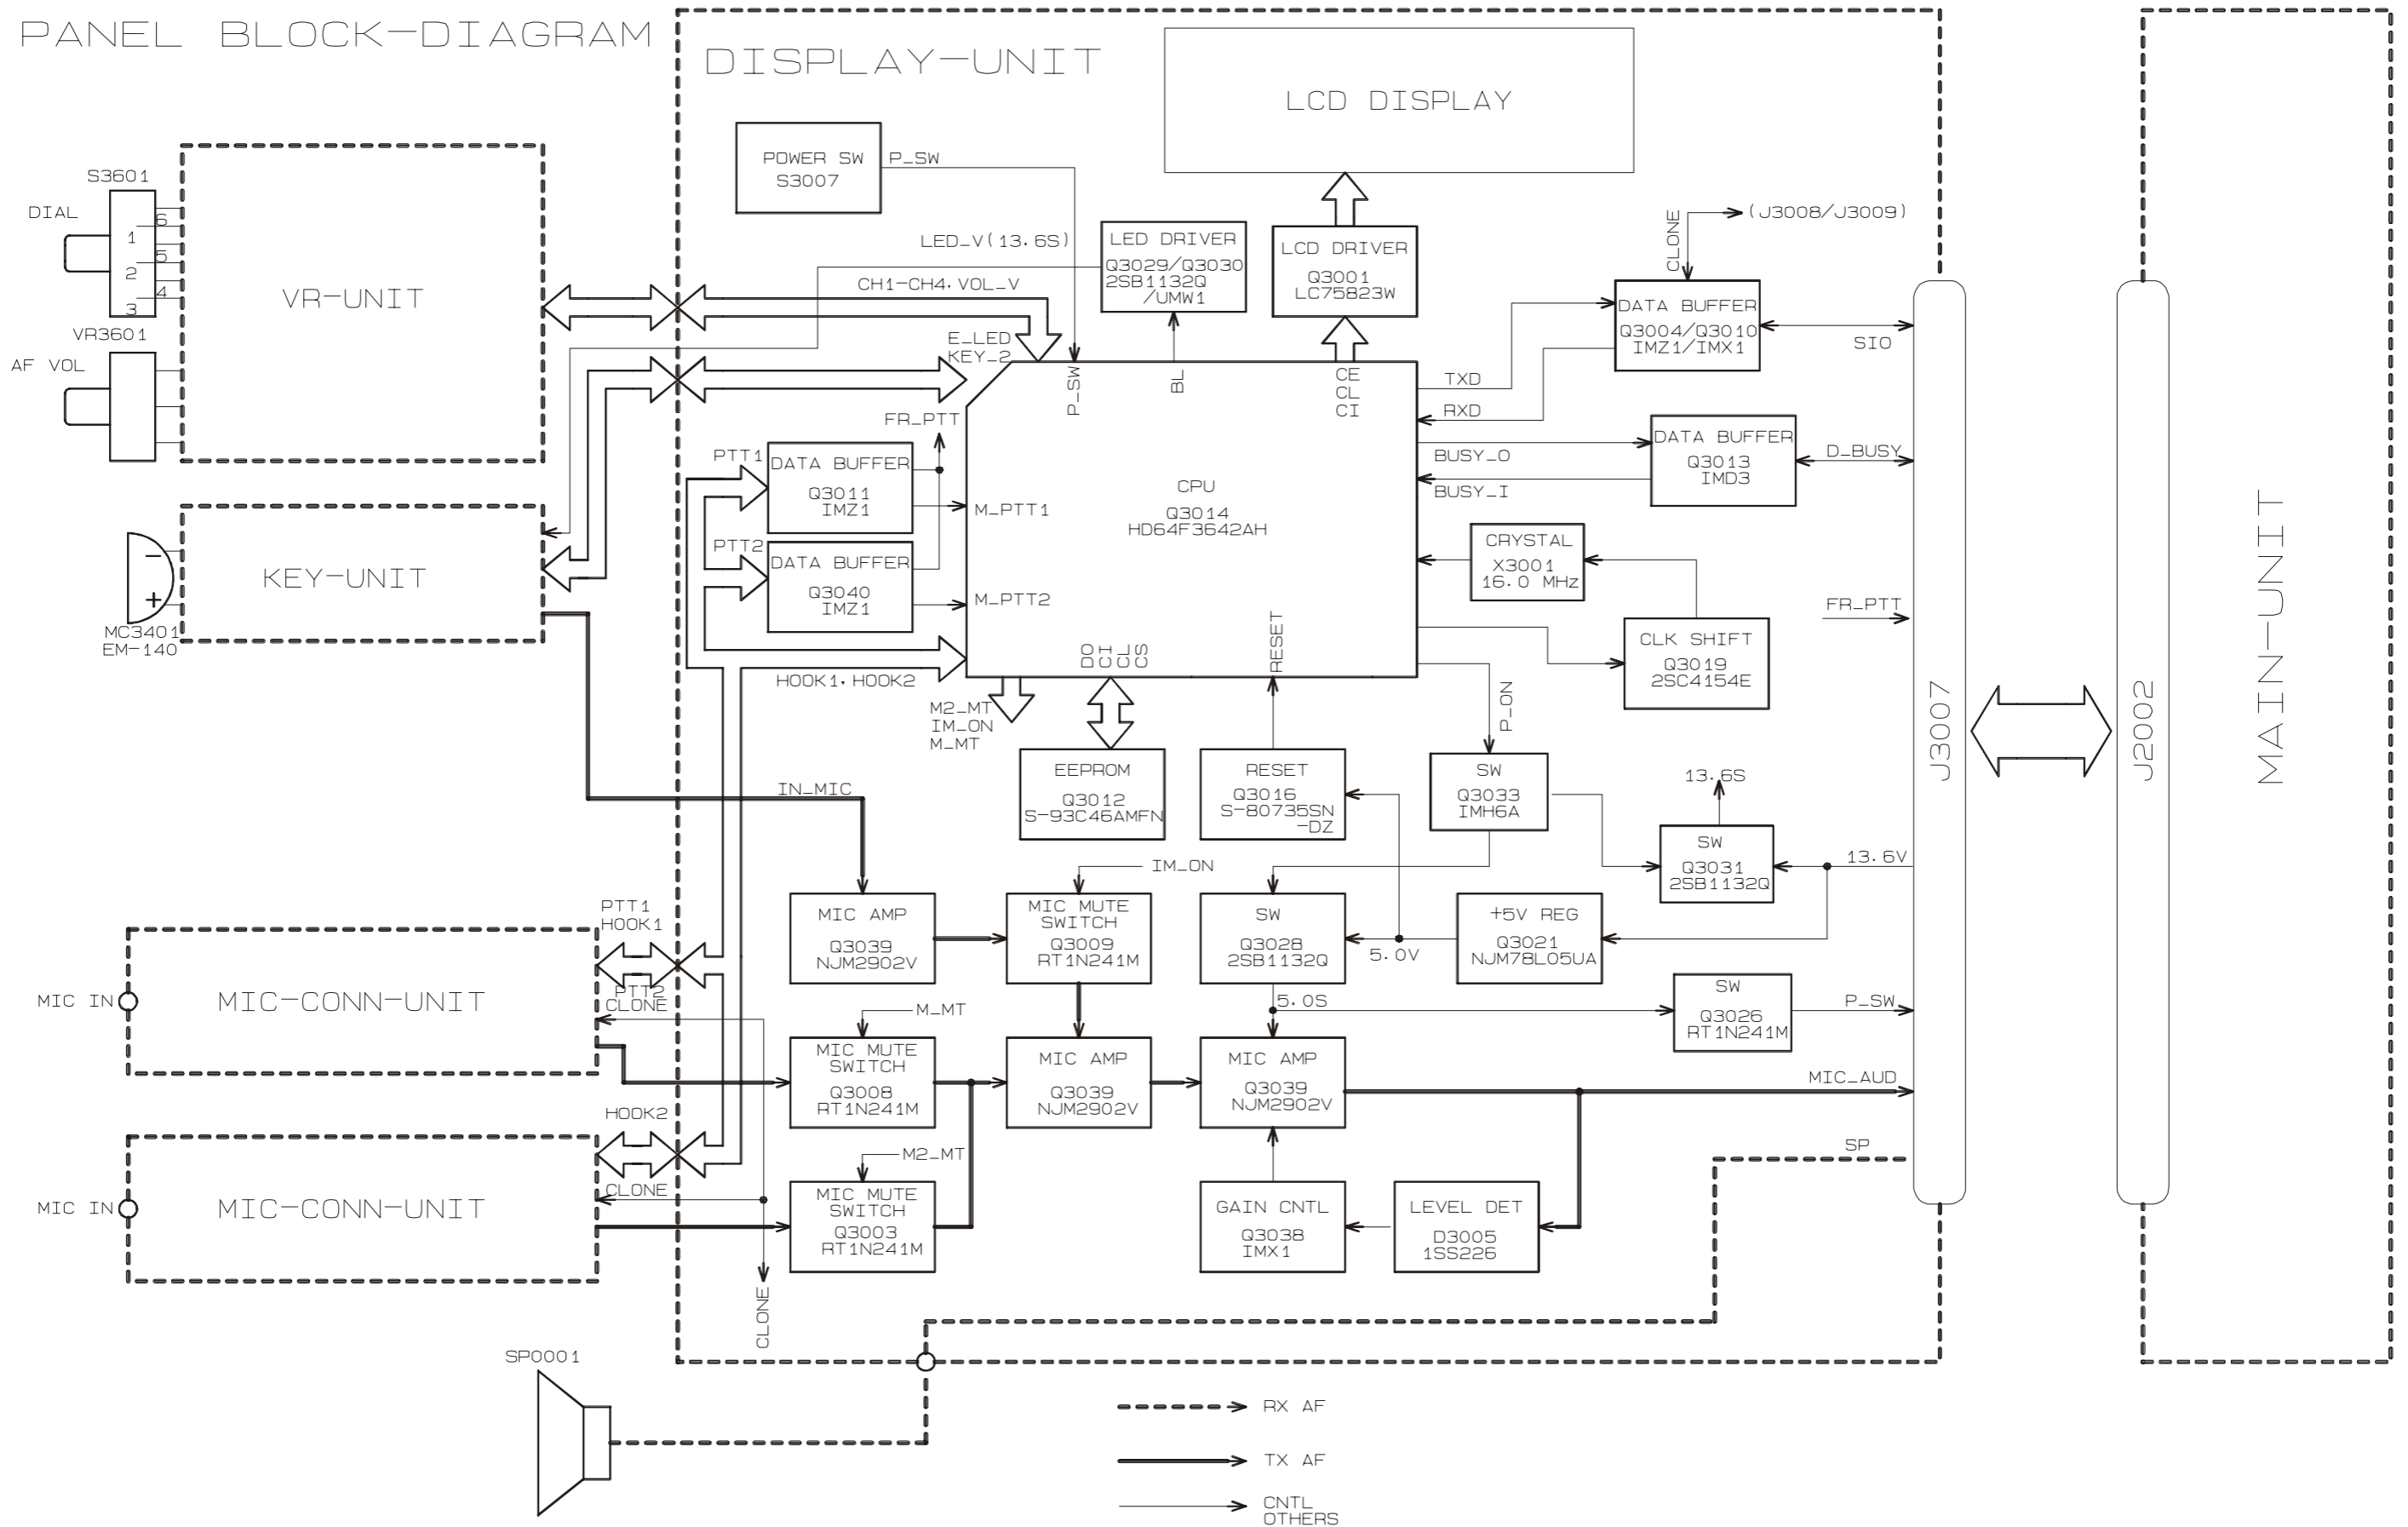 PANEL BLOCK-DIAGRAM
DISPLAY-UNIT
LCD DISPLAY
POWER SW
S3007
P_SW
S3601
DIAL
6
1
5
2
4
3
VR3601
AF VOL
VR-UNIT
LED_V(13.6S)
CH1-CH4,VOL_V
LED DRIVER
Q3029/Q3030
2SB1132Q
/UMW1
LCD DRIVER
Q3001
LC75823W
CLONE
(J3008/J3009)
DATA BUFFER
Q3004/Q3010
IMZ1/IMX1
SIO
E_LED
KEY_2
P_SW
BL
CE
CL
CI
TXD
RXD
FR_PTT
PTT1
DATA BUFFER
Q3011
IMZ1
M_PTT1
PTT2
DATA BUFFER
Q3040
IMZ1
M_PTT2
CPU
Q3014
HD64F3642AH
BUSY_O
BUSY_I
DATA BUFFER
Q3013
IMD3
D_BUSY
CRYSTAL
X3001
16.0 MHz
CLK SHIFT
Q3019
2SC4154E
FR_PTT
KEY-UNIT
MC3401
EM-140
HOOK1,HOOK2
DO
CI
CL
CS
RESET
M2_MT
IM_ON
M_MT
P_ON
J3007
J2002
MAIN-UNIT
EEPROM
Q3012
S-93C46AMFN
RESET
Q3016
S-80735SN
-DZ
SW
Q3033
IMH6A
13.6S
SW
Q3031
2SB1132Q
13.6V
IN_MIC
IM_ON
MIC AMP
Q3039
NJM2902V
MIC MUTE
SWITCH
Q3009
RT1N241M
SW
Q3028
2SB1132Q
5.0V
+5V REG
Q3021
NJM78L05UA
PTT1
HOOK1
MIC IN
MIC-CONN-UNIT
PTT2
CLONE
5.0S
SW
Q3026
RT1N241M
P_SW
M_MT
MIC MUTE
SWITCH
Q3008
RT1N241M
MIC AMP
Q3039
NJM2902V
MIC AMP
Q3039
NJM2902V
MIC_AUD
HOOK2
MIC IN
MIC-CONN-UNIT
CLONE
M2_MT
MIC MUTE
SWITCH
Q3003
RT1N241M
GAIN CNTL
Q3038
IMX1
LEVEL DET
D3005
1SS226
SP
CLONE
SP0001
RX AF
TX AF
CNTL
OTHERS